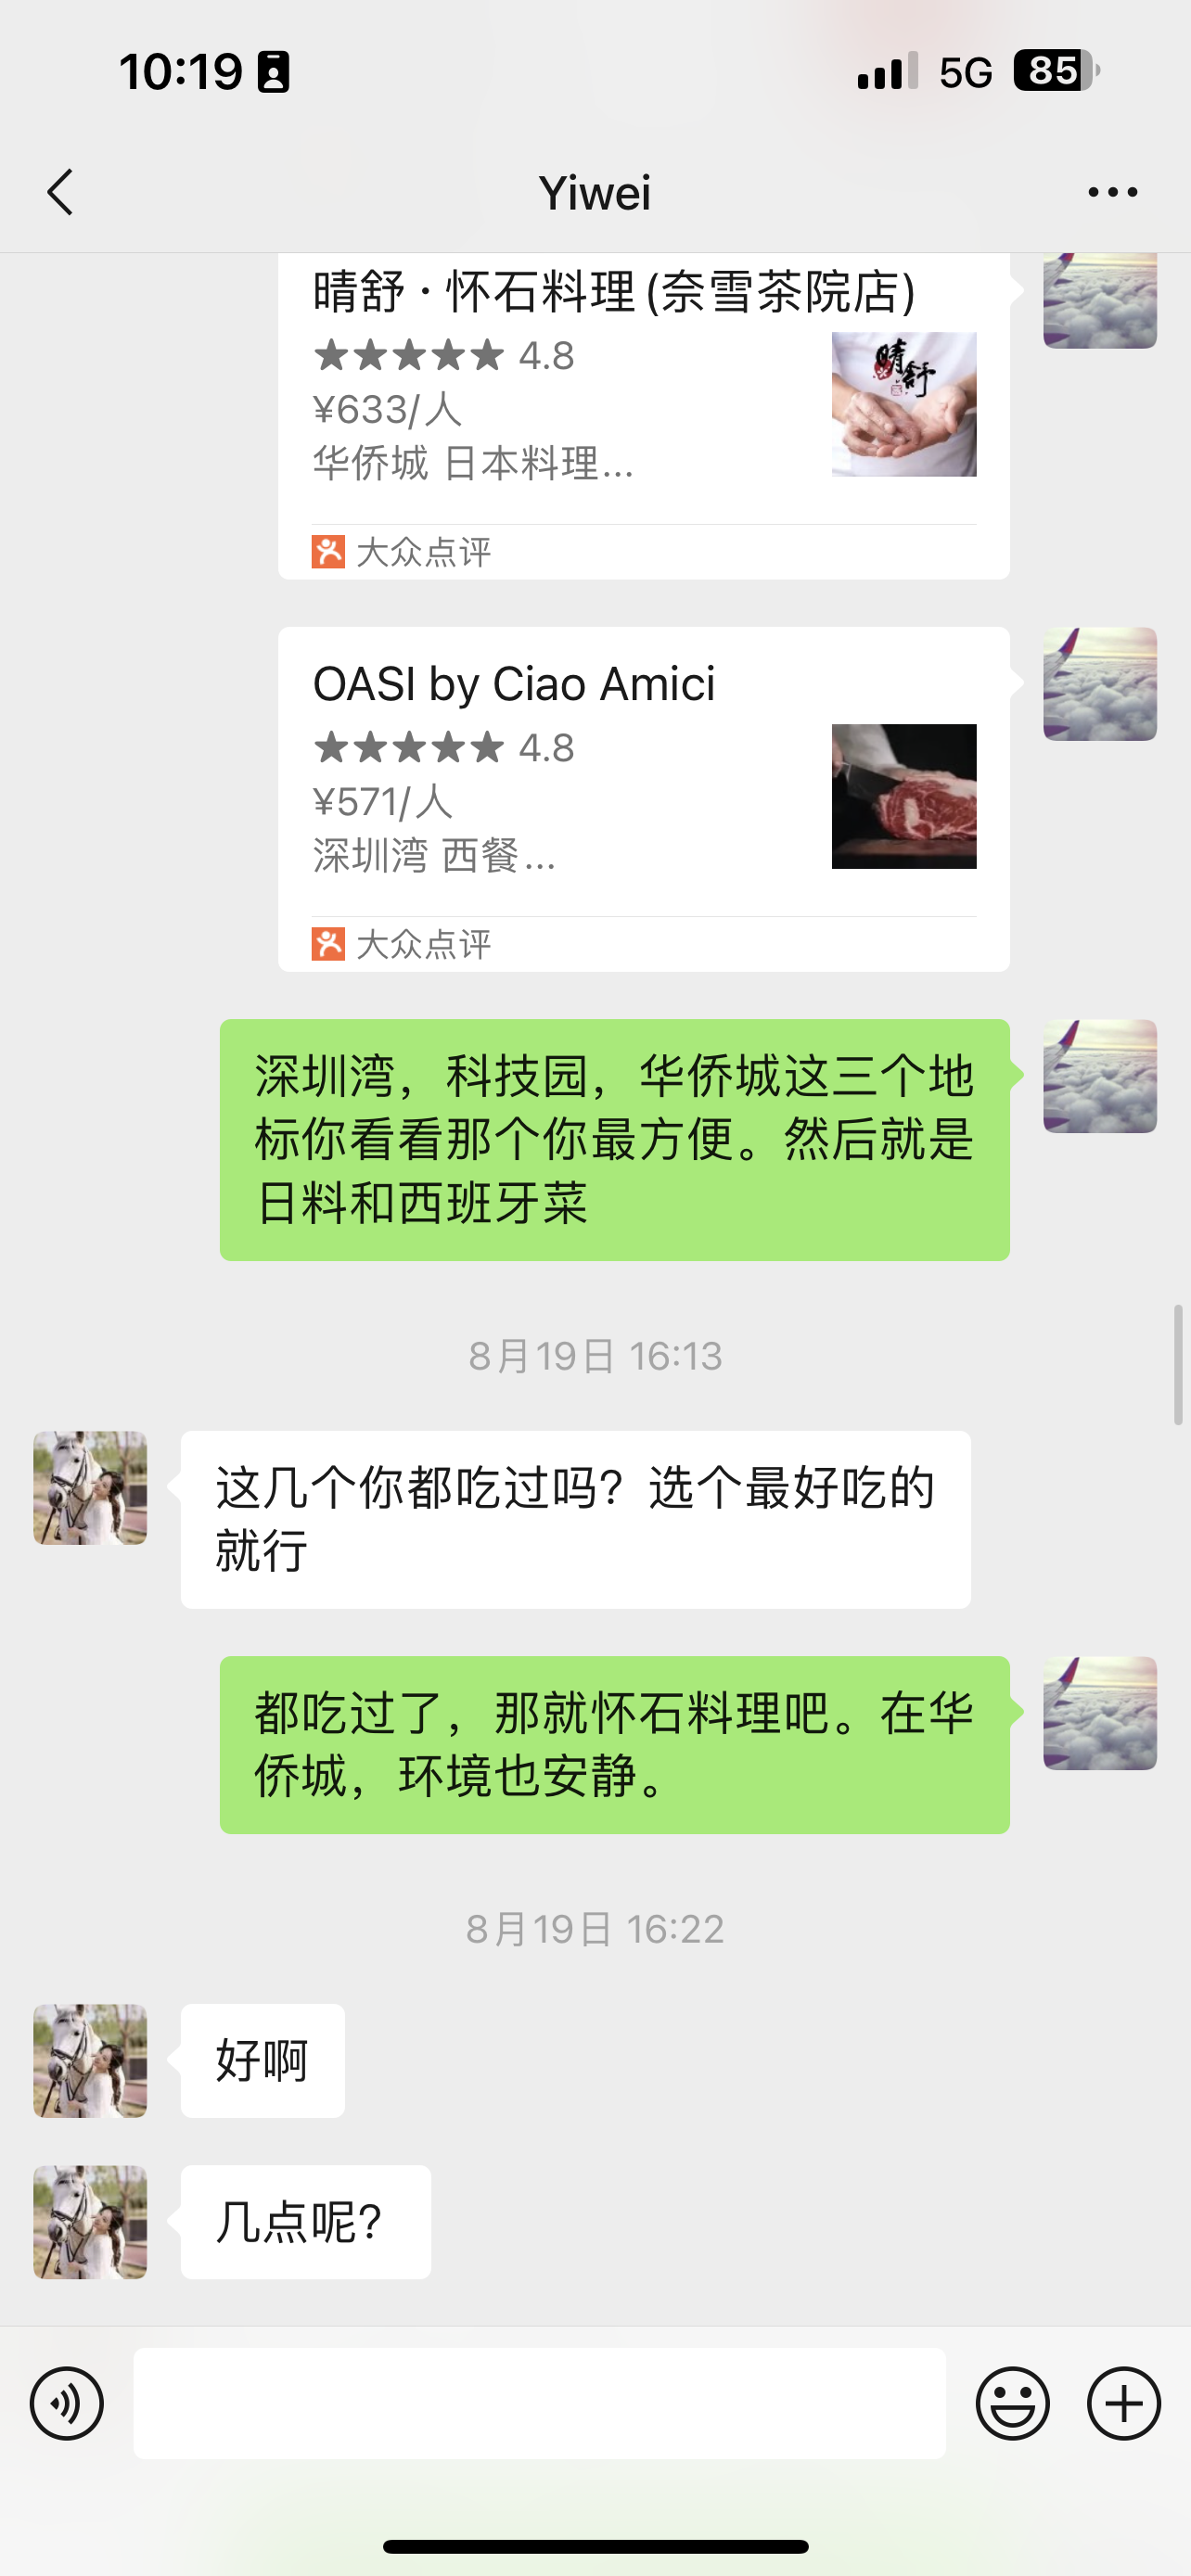 10:19
5G
85
Yiwei
晴舒 · 怀石料理 (奈雪茶院店)
4.8
晴舒
¥633/人
华侨城 日本料理...
大众点评
OASI by Ciao Amici
4.8
¥571/人
深圳湾 西餐...
大众点评
深圳湾，科技园，华侨城这三个地
标你看看那个你最方便。然后就是
日料和西班牙菜
8月19日 16:13
这几个你都吃过吗？选个最好吃的
就行
都吃过了，那就怀石料理吧。在华
侨城，环境也安静。
8月19日 16:22
好啊
几点呢？